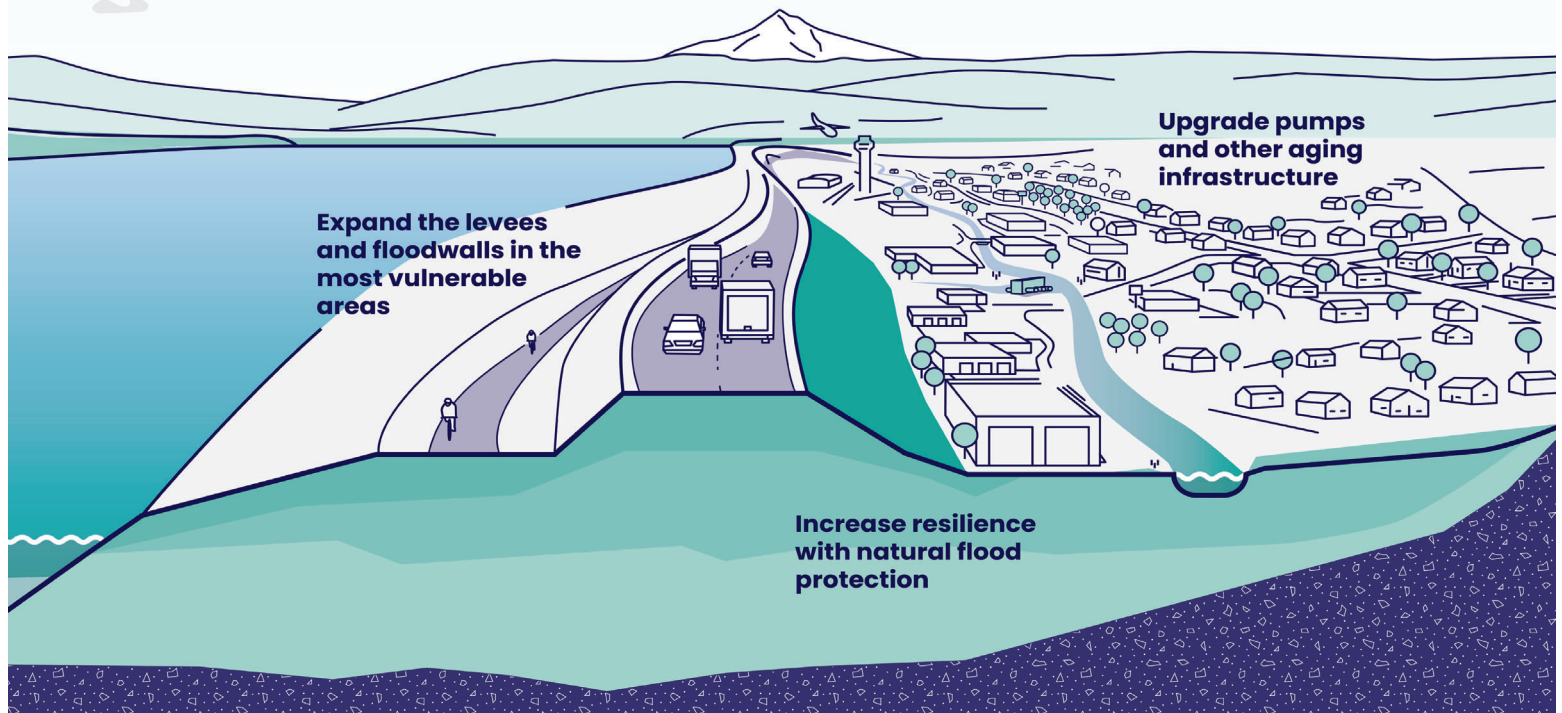 Expand the levees
and floodwalls in the
most vulnerable
areas
Upgrade pumps
and other aging
infrastructure
Increase resilience
with natural flood
protection